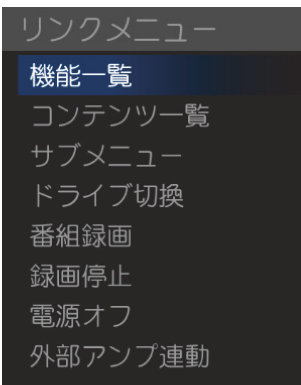 リンクメニュー
機能一覧
コンテンツ一覧
サブメニュー
ドライブ切換
番組録画
録画停止
電源オフ
外部アンプ連動